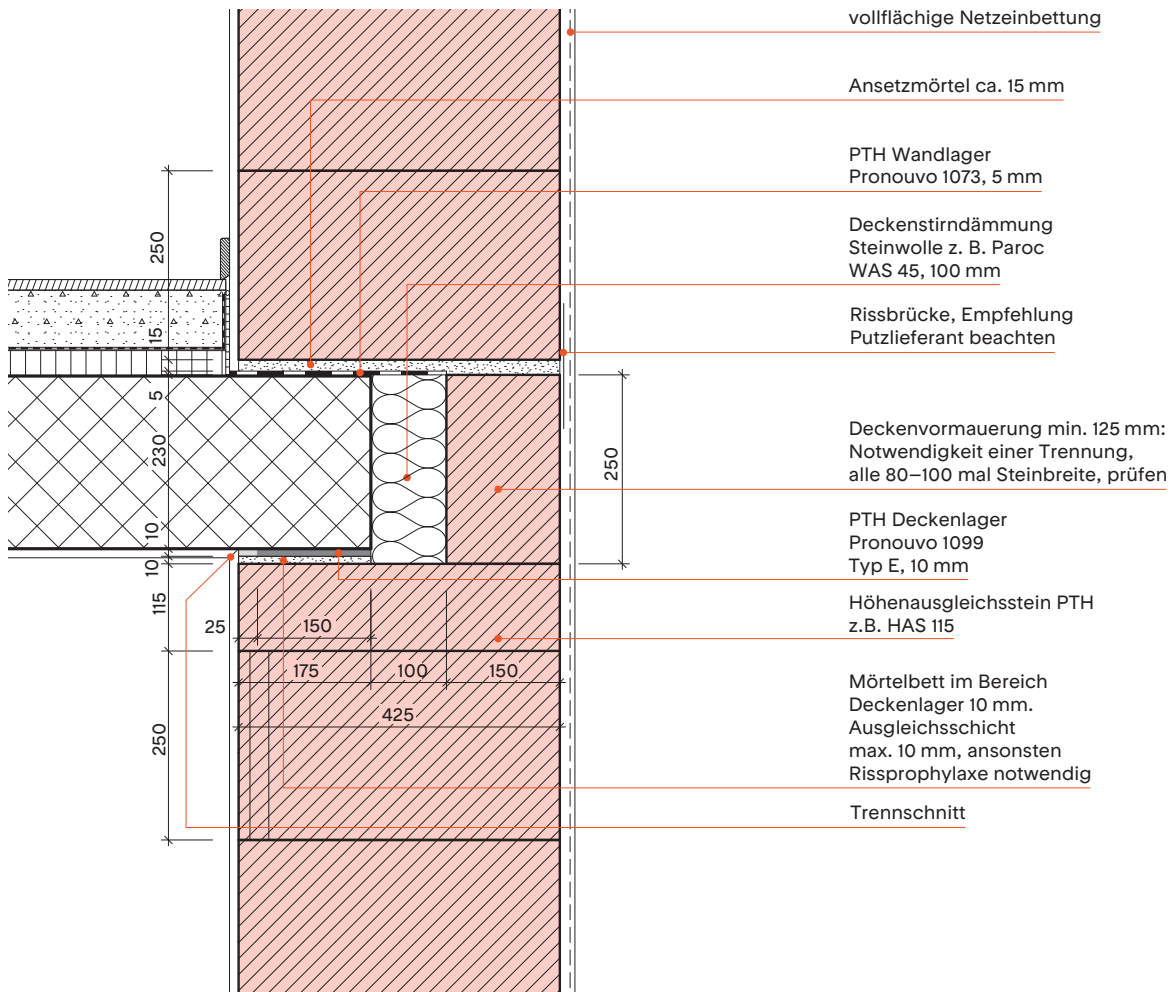 vollflächige Netzeinbettung
Ansetzmörtel ca. 15 mm
PTH Wandlager
Pronouvo 1073, 5 mm
Deckenstirndämmung
Steinwolle z. B. Paroc
WAS 45, 100 mm
Rissbrücke, Empfehlung
Putzlieferant beachten
Deckenvormauerung min. 125 mm:
Notwendigkeit einer Trennung,
alle 80–100 mal Steinbreite, prüfen
PTH Deckenlager
Pronouvo 1099
Typ E, 10 mm
Höhenausgleichsstein PTH
z.B. HAS 115
Mörtelbett im Bereich
Deckenlager 10 mm.
Ausgleichsschicht
max. 10 mm, ansonsten
Rissprophylaxe notwendig
Trennschnitt
250
15
5
230
10
10
115
250
250
25
150
175
100
150
425